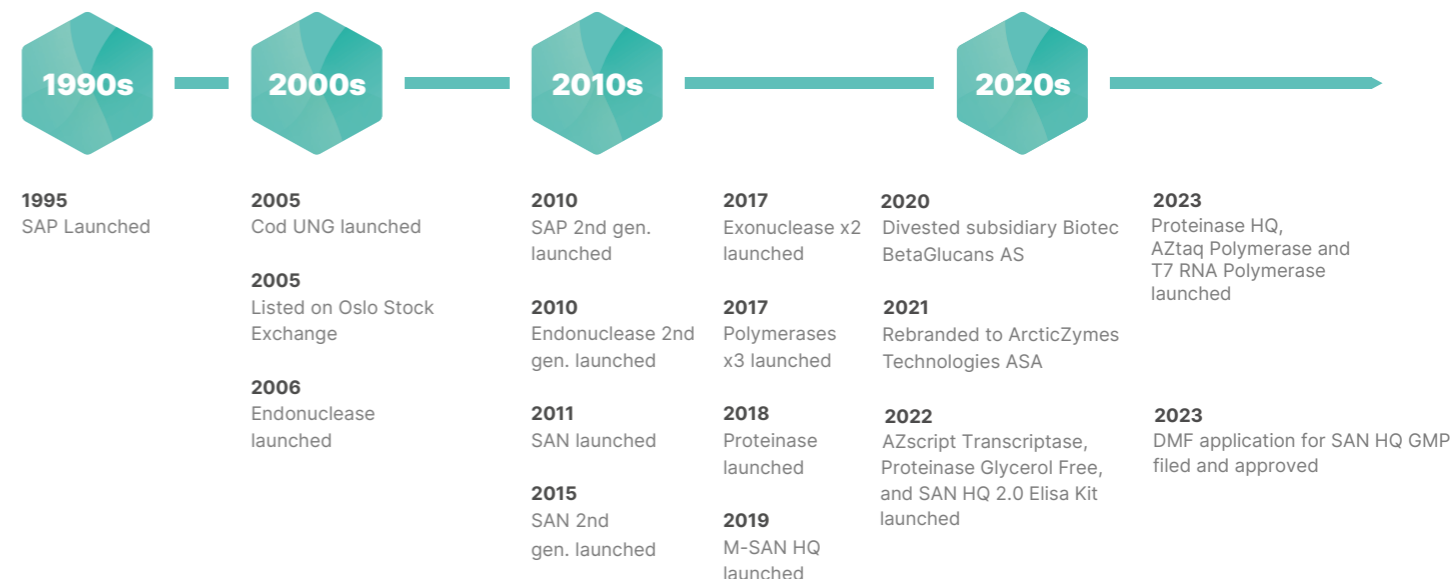 1990s
2000s
2010s
2020s
1995
SAP Launched
2005
Cod UNG launched
2005
Listed on Oslo Stock
Exchange
2006
Endonuclease
launched
2010
SAP 2nd gen.
launched
2010
Endonuclease 2nd
gen. launched
2011
SAN launched
2015
SAN 2nd
gen. launched
2017
Exonuclease x2
launched
2017
Polymerases
x3 launched
2018
Proteinase
launched
2019
M-SAN HQ
launched
2020
Divested subsidiary Biotec
BetaGlucans AS
2021
Rebranded to ArcticZymes
Technologies ASA
2022
AZscript Transcriptase,
Proteinase Glycerol Free,
and SAN HQ 2.0 Elisa Kit
launched
2023
Proteinase HQ,
AZtaq Polymerase and
T7 RNA Polymerase
launched
2023
DMF application for SAN HQ GMP
filed and approved